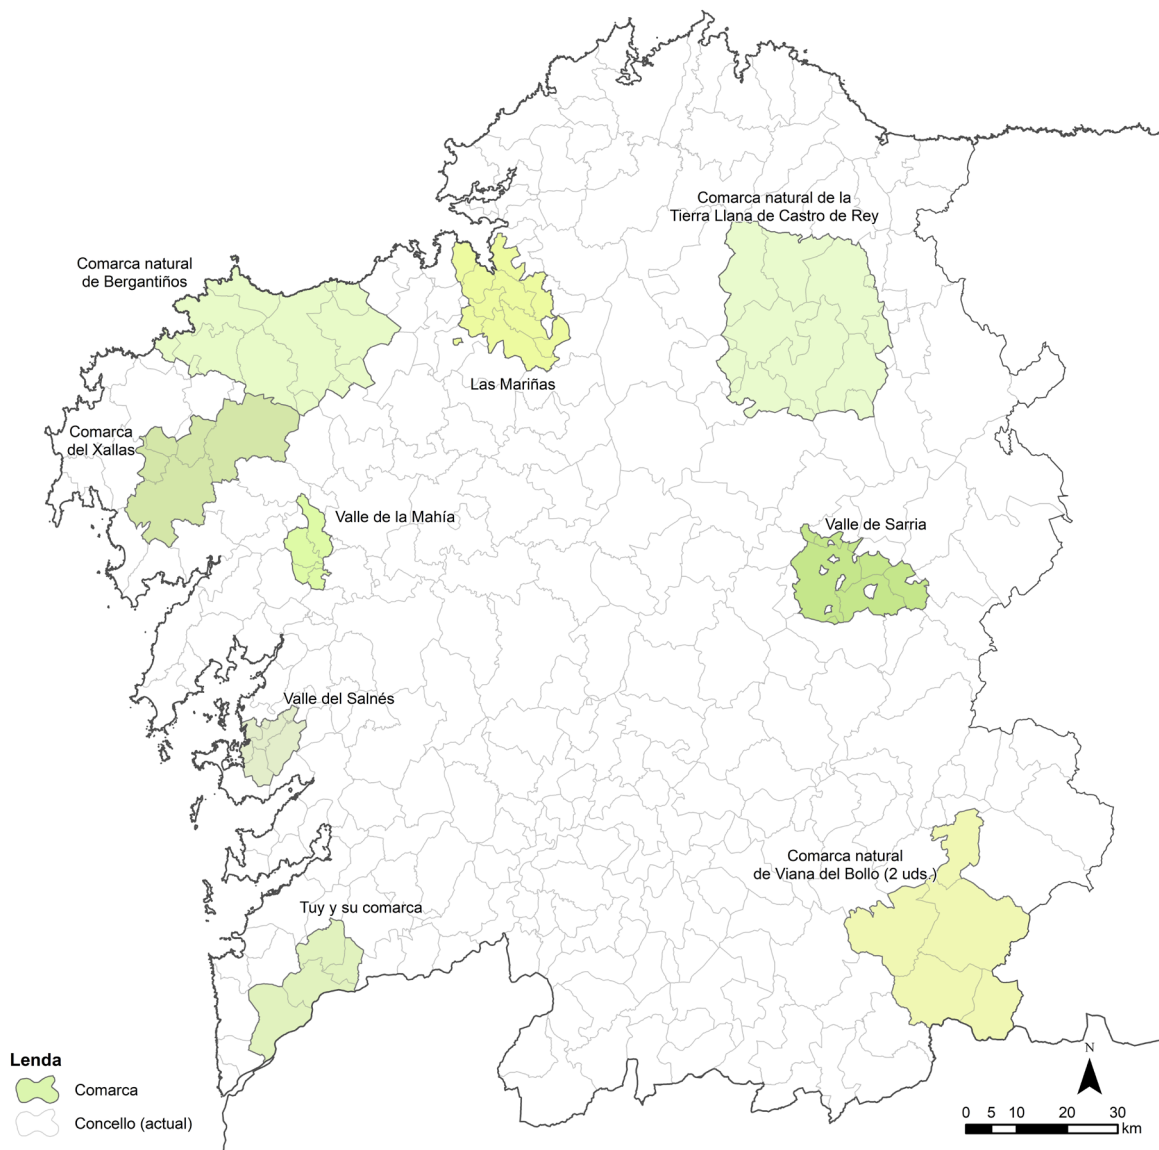 Comarca natural de la
Tierra Llana de Castro de Rey
Comarca natural
de Bergantiños
Las Mariñas
Comarca
del Xallas
Valle de la Mahía
Valle de Sarria
Valle del Salnés
Comarca natural
de Viana del Bollo (2 uds.)
Tuy y su comarca
Lenda
Comarca
Concello (actual)
N
0 5 10 20 30
km